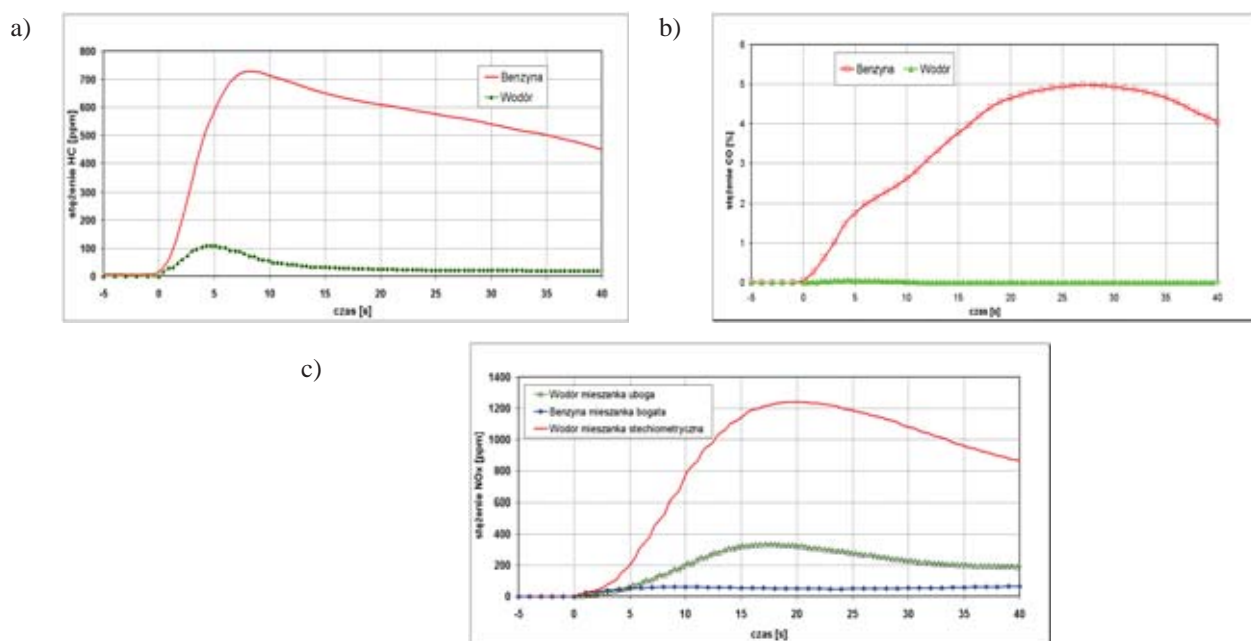 a)
stężenie HC [ppm]
800
700
600
500
400
300
200
100
0
-5 0 5 10 15 20 25 30 35 40
czas [s]
Benzyna
Wodór
b)
stężenie CO [%]
6
5
4
3
2
1
0
-5 0 5 10 15 20 25 30 35 40
czas [s]
Benzyna Wodór
c)
stężenie NOx [ppm]
1400
1200
1000
800
600
400
200
0
-5 0 5 10 15 20 25 30 35 40
czas [s]
Wodór mieszanka uboga
Benzyna mieszanka bogata
Wodór mieszanka stechiometryczna